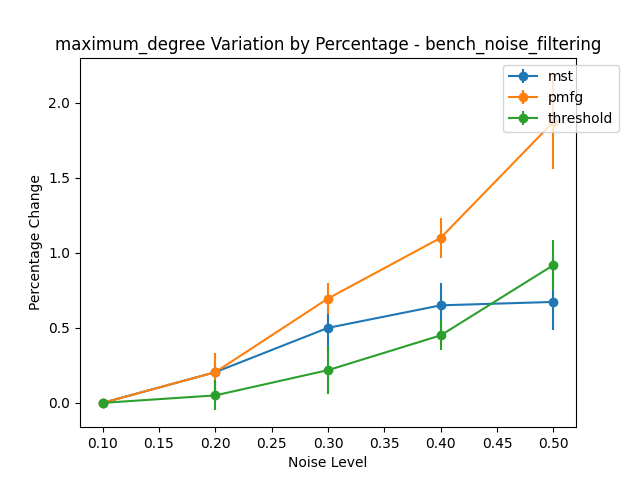 maximum_degree Variation by Percentage - bench_noise_filtering
mst
pmfg
threshold
Percentage Change
2.0
1.5
1.0
0.5
0.0
0.10
0.15
0.20
0.25
0.30
0.35
0.40
0.45
0.50
Noise Level